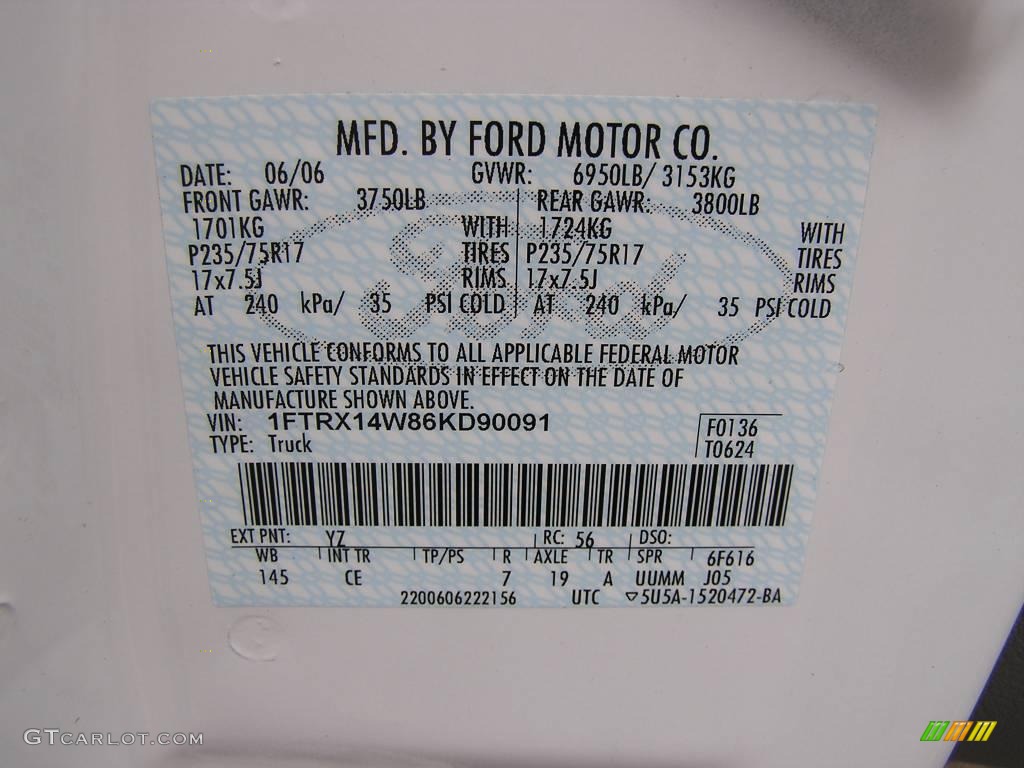 MFD. BY FORD MOTOR CO.
DATE: 06/06 GVWR: 6950LB/ 3153KG
FRONT GAWR: 3750LB REAR GAWR: 3800LB
1701KG WITH 1724KG WITH
P235/75R17 TIRES P235/75R17 TIRES
17x7.5J RIMS 17x7.5J RIMS
AT 240 kPa/ 35 PSI COLD AT 240 kPa/ 35 PSI COLD
Ford
THIS VEHICLE CONFORMS TO ALL APPLICABLE FEDERAL MOTOR
VEHICLE SAFETY STANDARDS IN EFFECT ON THE DATE OF
MANUFACTURE SHOWN ABOVE.
VIN: 1FTRX14W86KD90091 F0136
TYPE: Truck T0624
EXT PNT: YZ RC: 56 DSO:
WB INT TR TP/PS R AXLE TR SPR 6F616
145 CE 7 19 A UUMM J05
2200606222156 UTC ▽5U5A-1520472-BA
GTCARLOT.COM